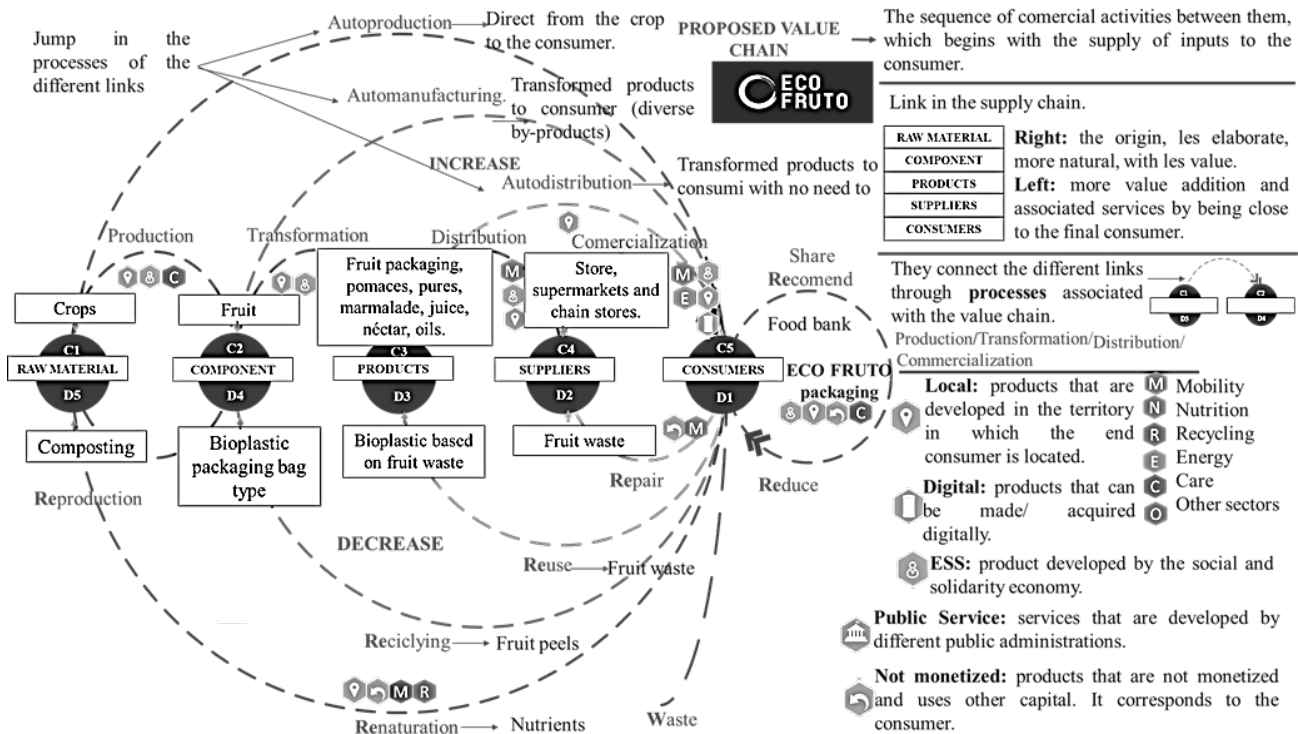 Jump in the
processes of the
different links
Autoproduction
Direct from the crop
to the consumer.
Automanufacturing.
Transformed products
to consumer (diverse
by-products)
INCREASE
Autodistribution
Transformed products to
consumi with no need to
PROPOSED VALUE
CHAIN
ECO
FRUTO
The sequence of comercial activities between them,
which begins with the supply of inputs to the
consumer.
Link in the supply chain.
RAW MATERIAL
COMPONENT
PRODUCTS
SUPPLIERS
CONSUMERS
Right: the origin, les elaborate,
more natural, with les value.
Left: more value addition and
associated services by being close
to the final consumer.
They connect the different links
through processes associated
with the value chain.
C1
D5
C2
D4
Production/Transformation/Distribution/
Commercialization
Production
Transformation
Distribution
Comercialization
C
M
M
E
Crops
Fruit
Fruit packaging,
pomaces, pures,
marmalade, juice,
néctar, oils.
Store,
supermarkets and
chain stores.
C1
RAW MATERIAL
D5
C2
COMPONENT
D4
C3
PRODUCTS
D3
C4
SUPPLIERS
D2
C5
CONSUMERS
D1
Share
Recomend
Food bank
ECO FRUTO
packaging
C
Reduce
Composting
Bioplastic
packaging bag
type
Bioplastic based
on fruit waste
Fruit waste
M
Repair
Reproduction
DECREASE
Reuse
Fruit waste
Reciclying
Fruit peels
M R
Renaturation
Nutrients
Waste
Local: products that are
developed in the territory
in which the end
consumer is located.
Digital: products that can
be made/ acquired
digitally.
M Mobility
N Nutrition
R Recycling
E Energy
C Care
O Other sectors
ESS: product developed by the social and
solidarity economy.
Public Service: services that are developed by
different public administrations.
Not monetized: products that are not monetized
and uses other capital. It corresponds to the
consumer.